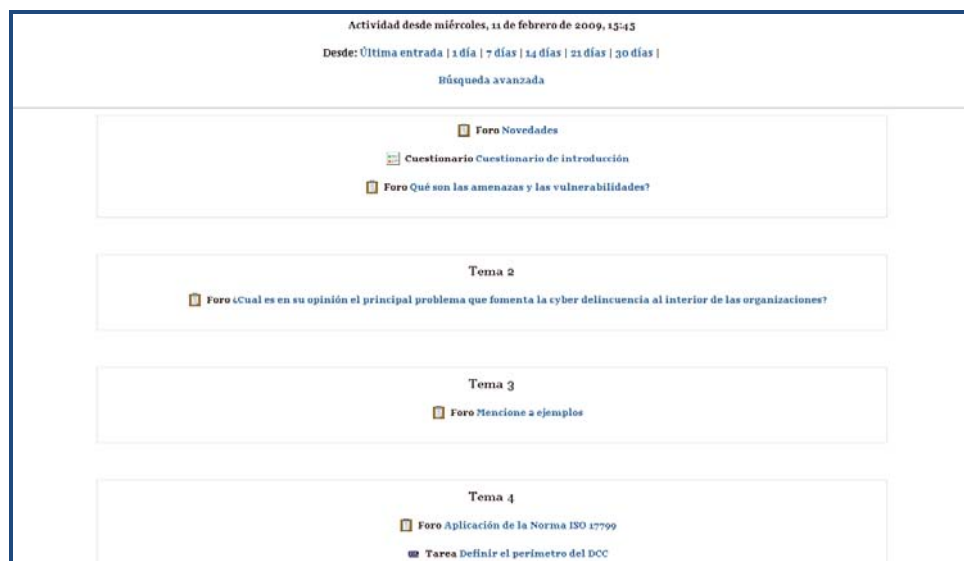 Actividad desde miércoles, 11 de febrero de 2009, 15:45
Desde: Última entrada | 1 día | 7 días | 14 días | 21 días | 30 días |
Búsqueda avanzada
Foro Novedades
Cuestionario Cuestionario de introducción
Foro Qué son las amenazas y las vulnerabilidades?
Tema 2
Foro ¿Cual es en su opinión el principal problema que fomenta la cyber delincuencia al interior de las organizaciones?
Tema 3
Foro Mencione 2 ejemplos
Tema 4
Foro Aplicación de la Norma ISO 17799
Tarea Definir el perímetro del DCC